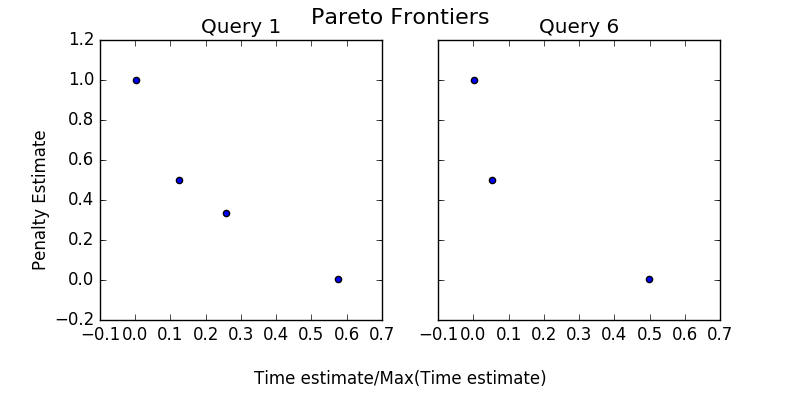 Pareto Frontiers
Query 1
Query 6
1.2
1.0
0.8
0.6
0.4
0.2
0.0
−0.2
Penalty Estimate
−0.1 0.0 0.1 0.2 0.3 0.4 0.5 0.6 0.7
−0.1 0.0 0.1 0.2 0.3 0.4 0.5 0.6 0.7
Time estimate/Max(Time estimate)